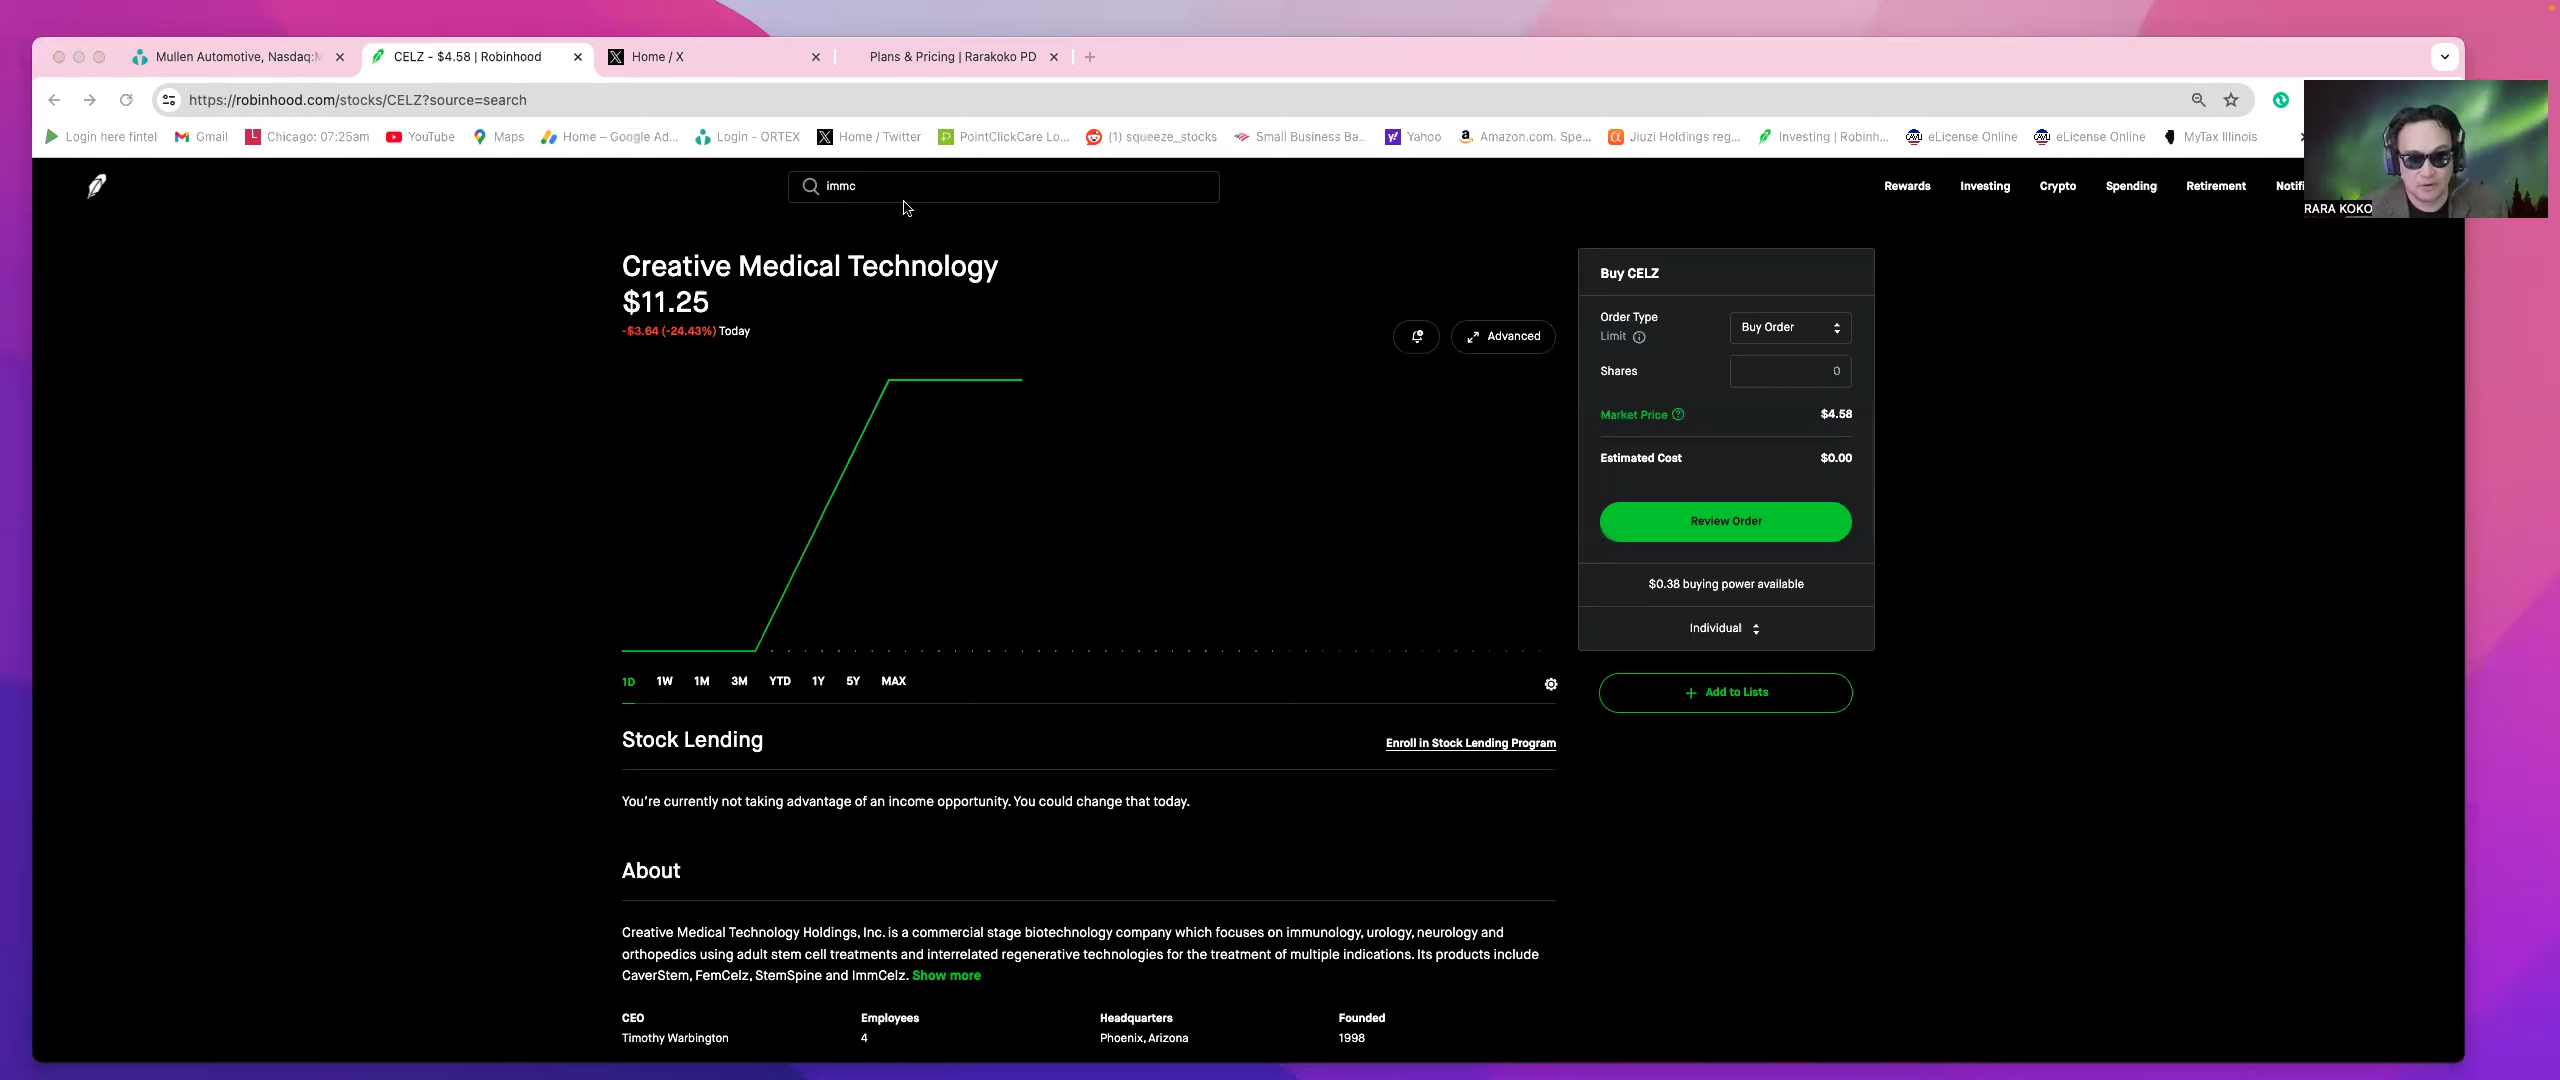 Mullen Automotive, Nasdaq:M
CELZ - $4.58 | Robinhood
Home / X
Plans & Pricing | Rarakoko PD
https://robinhood.com/stocks/CELZ?source=search
Login here fintel
Gmail
Chicago: 07:25am
YouTube
Maps
Home – Google Ad...
Login - ORTEX
Home / Twitter
PointClickCare Lo...
(1) squeeze_stocks
Small Business Ba...
Yahoo
Amazon.com. Spe...
Jiuzi Holdings reg...
Investing | Robinh...
eLicense Online
eLicense Online
MyTax Illinois
immc
Rewards
Investing
Crypto
Spending
Retirement
Notifi
RARA KOKO
Creative Medical Technology
$11.25
-$3.64 (-24.43%) Today
Advanced
Buy CELZ
Order Type
Limit
Buy Order
Shares
0
Market Price
$4.58
Estimated Cost
$0.00
Review Order
$0.38 buying power available
Individual
Add to Lists
1D 1W 1M 3M YTD 1Y 5Y MAX
Stock Lending
Enroll in Stock Lending Program
You're currently not taking advantage of an income opportunity. You could change that today.
About
Creative Medical Technology Holdings, Inc. is a commercial stage biotechnology company which focuses on immunology, urology, neurology and
orthopedics using adult stem cell treatments and interrelated regenerative technologies for the treatment of multiple indications. Its products include
CaverStem, FemCelz, StemSpine and ImmCelz. Show more
CEO
Timothy Warbington
Employees
4
Headquarters
Phoenix, Arizona
Founded
1998